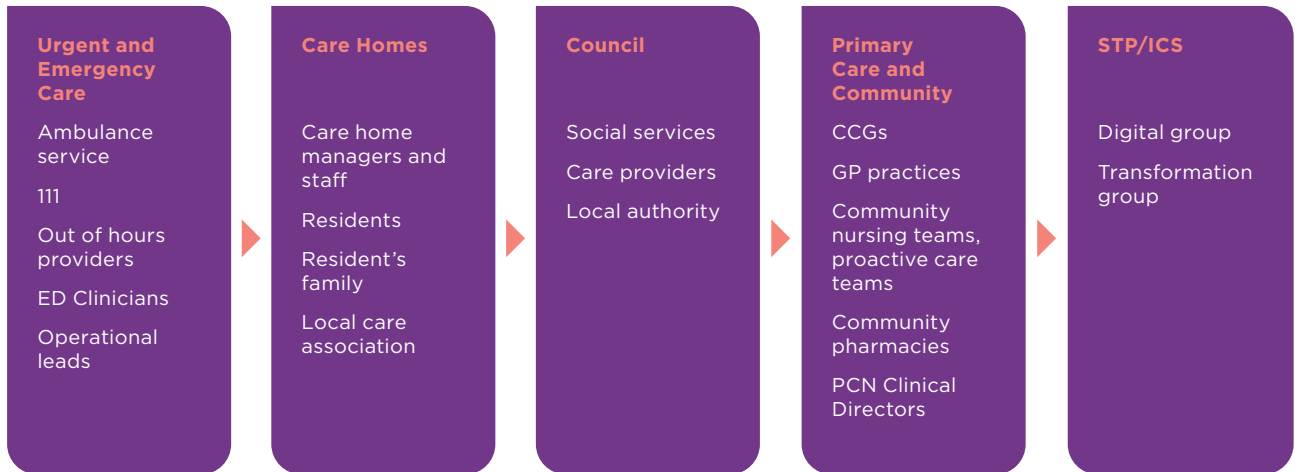 Urgent and
Emergency
Care
Ambulance
service
111
Out of hours
providers
ED Clinicians
Operational
leads
Care Homes
Care home
managers and
staff
Residents
Resident’s
family
Local care
association
Council
Social services
Care providers
Local authority
Primary
Care and
Community
CCGs
GP practices
Community
nursing teams,
proactive care
teams
Community
pharmacies
PCN Clinical
Directors
STP/ICS
Digital group
Transformation
group